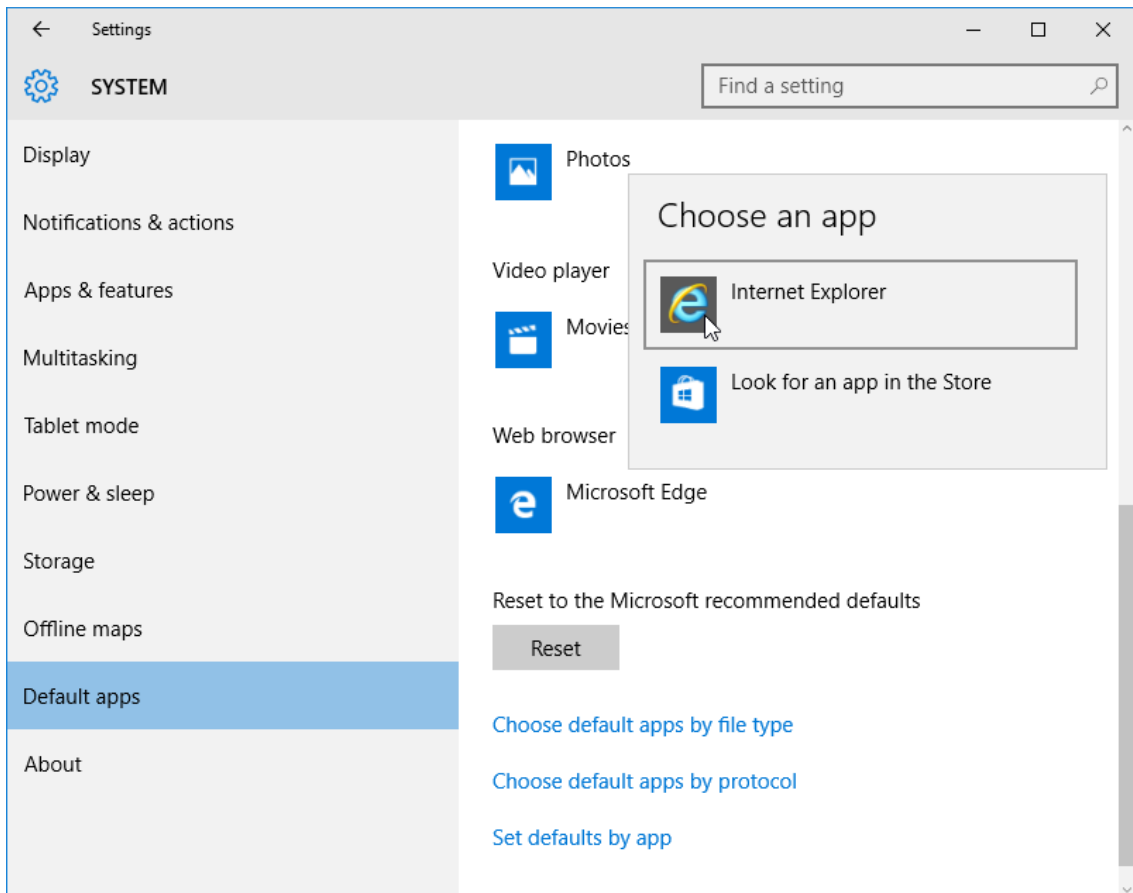 Settings
SYSTEM
Find a setting
Display
Notifications & actions
Apps & features
Multitasking
Tablet mode
Power & sleep
Storage
Offline maps
Default apps
About
Photos
Video player
Movies
Web browser
Microsoft Edge
Choose an app
Internet Explorer
Look for an app in the Store
Reset to the Microsoft recommended defaults
Reset
Choose default apps by file type
Choose default apps by protocol
Set defaults by app